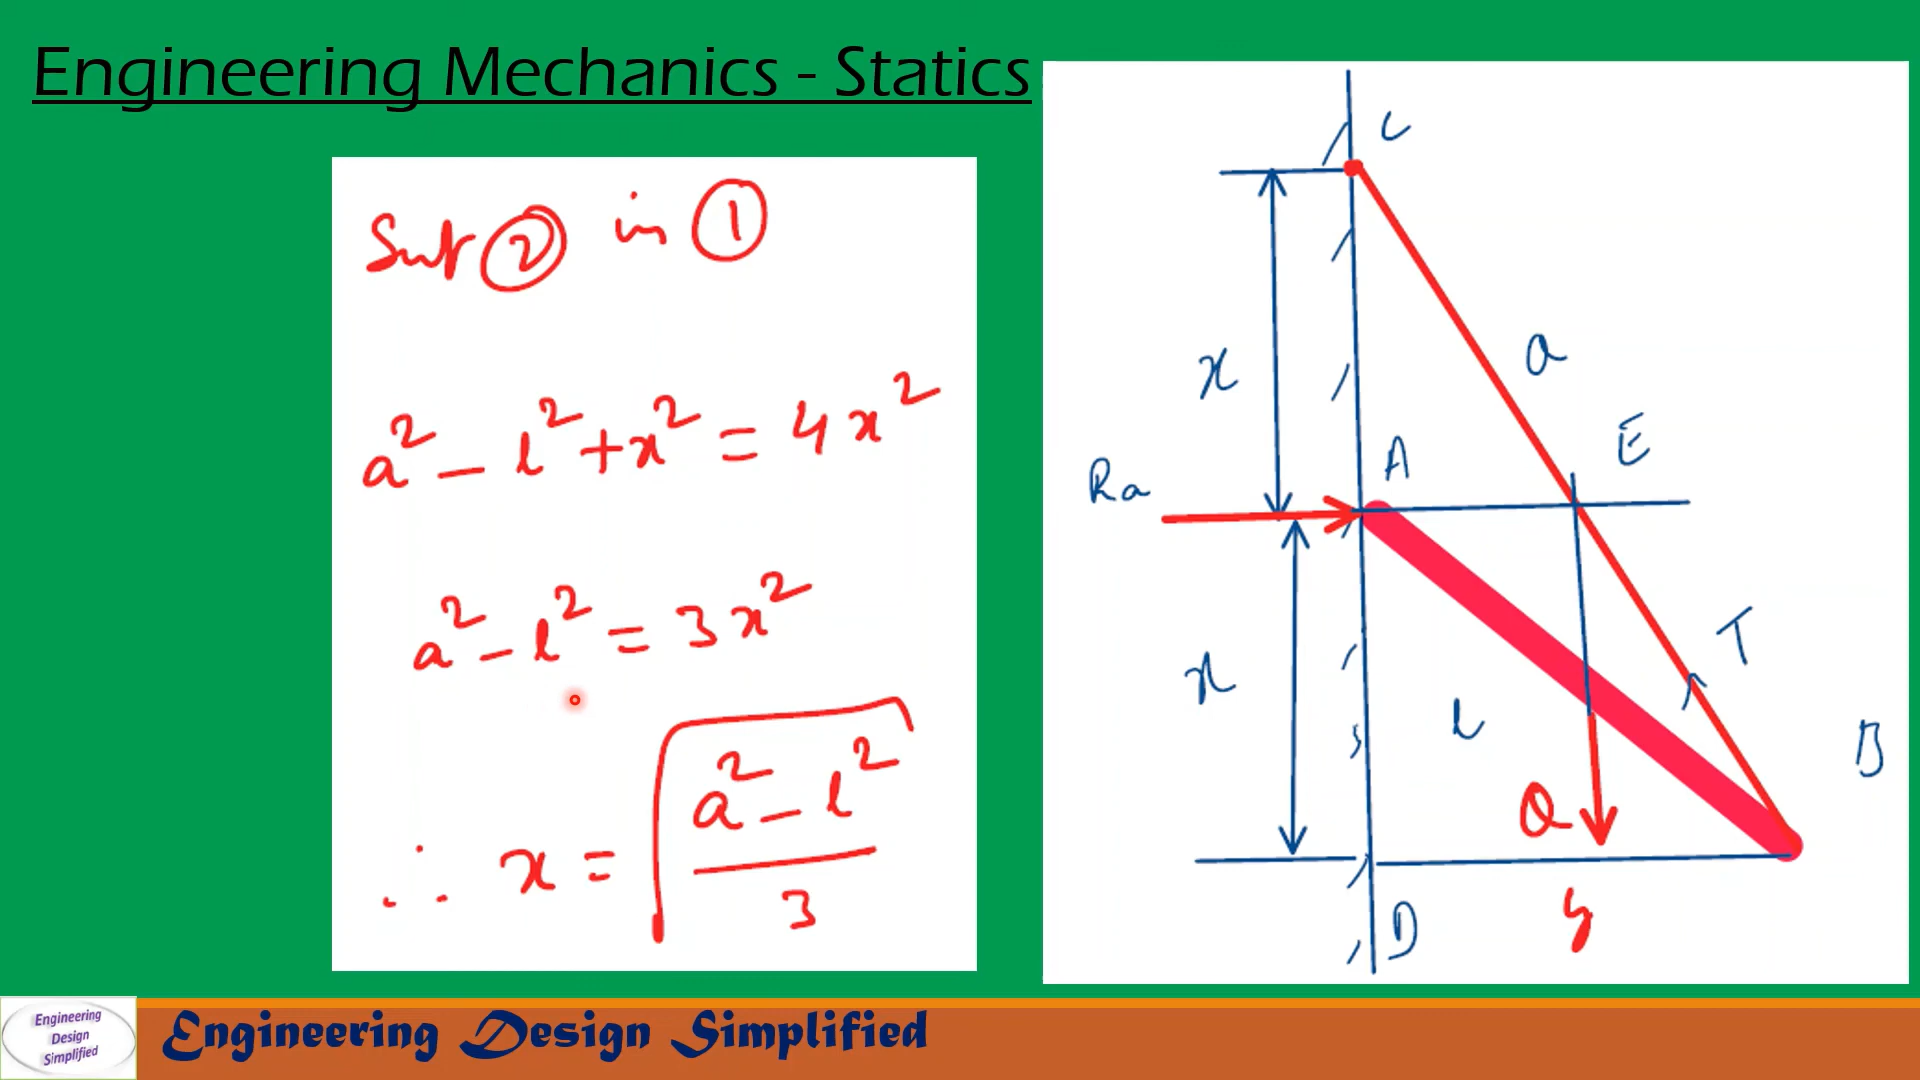 Engineering Mechanics - Statics
Sub ② in ①
a² - l² + x² = 4x²
a² - l² = 3x²
∴ x = √((a² - l²)/3)
C
x
a
E
A
Ra
T
x
l
B
Q
y
D
Engineering
Design
Simplified
Engineering Design Simplified